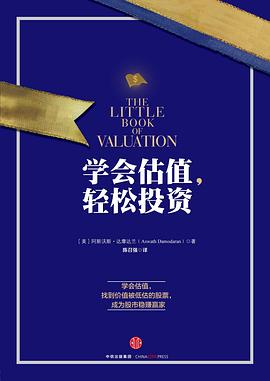 $
THE
LITTLE
BOOK
OF
VALUATION
学会估值,
轻松投资
[美] 阿斯沃斯·达摩达兰 (Aswath Damodaran) 著
陈召强 译
学会估值,
找到价值被低估的股票,
成为股市稳赚赢家
中信出版集团 CHINACITICPRESS